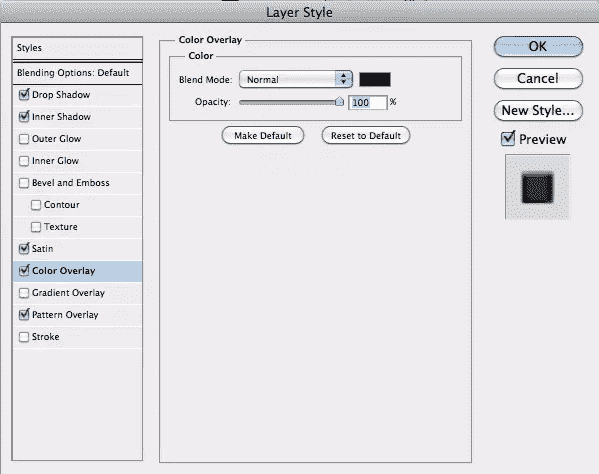 Layer Style
Styles
Blending Options: Default
Drop Shadow
Inner Shadow
Outer Glow
Inner Glow
Bevel and Emboss
Contour
Texture
Satin
Color Overlay
Gradient Overlay
Pattern Overlay
Stroke
Color Overlay
Color
Blend Mode: Normal
Opacity: 100 %
Make Default Reset to Default
OK
Cancel
New Style...
Preview